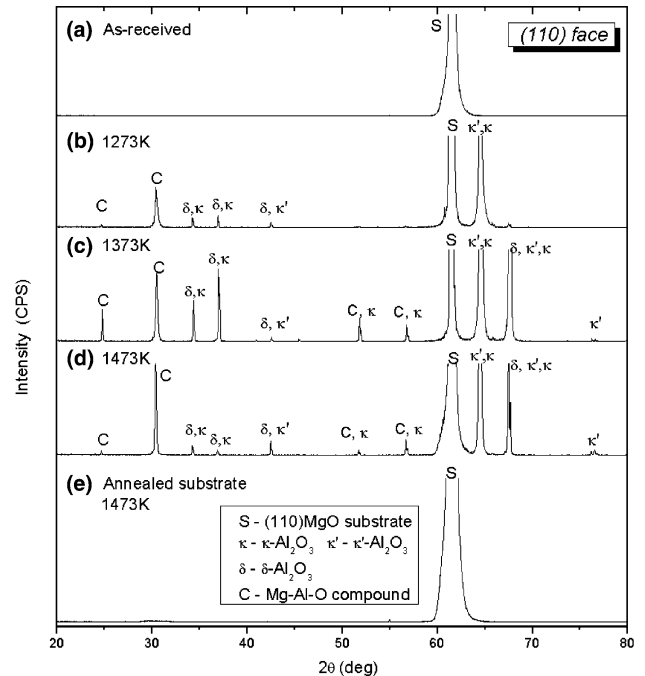 (a) As-received
S
(110) face
(b) 1273K
S κ',κ
C
C
δ,κ δ,κ δ, κ'
(c) 1373K
S κ',κ δ, κ',κ
C
δ,κ
δ,κ
C
C, κ C, κ
δ, κ'
κ'
(d) 1473K
S κ',κ δ, κ',κ
C
C
δ,κ δ,κ δ, κ' C, κ C, κ
κ'
(e) Annealed substrate
1473K
S
S - (110)MgO substrate
κ - κ-Al₂O₃ κ' - κ'-Al₂O₃
δ - δ-Al₂O₃
C - Mg-Al-O compound
20 30 40 50 60 70 80
2θ (deg)
Intensity (CPS)